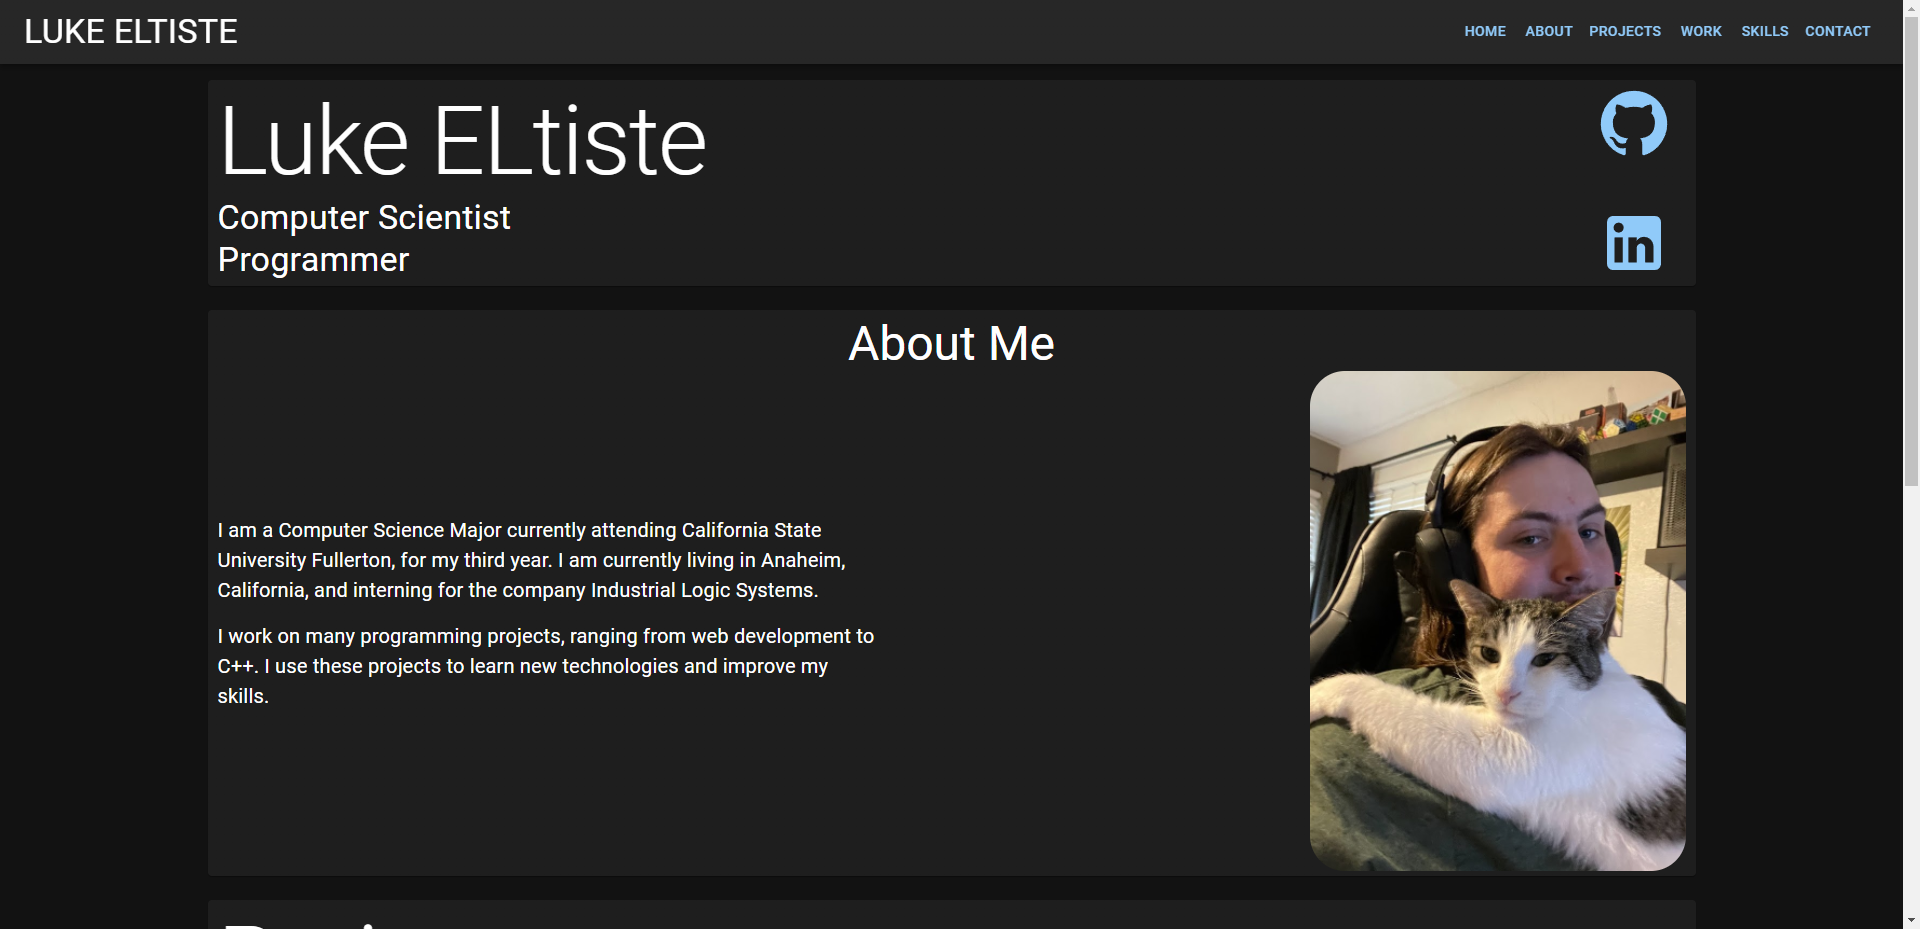 LUKE ELTISTE
HOME ABOUT PROJECTS WORK SKILLS CONTACT
Luke ELtiste
Computer Scientist
Programmer
in
About Me
I am a Computer Science Major currently attending California State
University Fullerton, for my third year. I am currently living in Anaheim,
California, and interning for the company Industrial Logic Systems.
I work on many programming projects, ranging from web development to
C++. I use these projects to learn new technologies and improve my
skills.